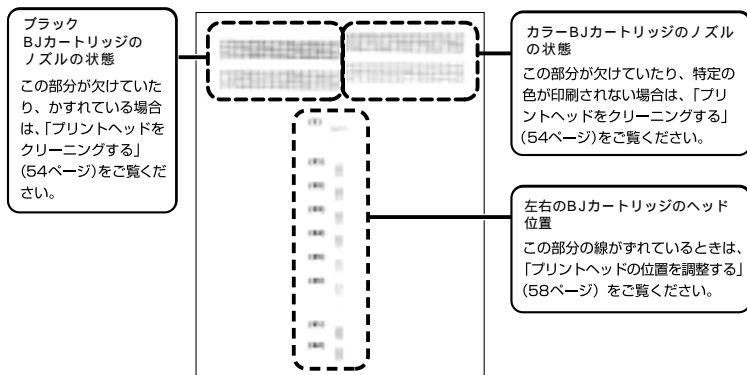 ブラック
BJカートリッジの
ノズルの状態
この部分が欠けていた
り、かすれている場合
は、「プリントヘッドを
クリーニングする」
(54ページ)をご覧くだ
さい。
カラーBJカートリッジのノズル
の状態
この部分が欠けていたり、特定の
色が印刷されない場合は、「プリ
ントヘッドをクリーニングする」
(54ページ)をご覧ください。
左右のBJカートリッジのヘッド
位置
この部分の線がずれているときは、
「プリントヘッドの位置を調整する」
(58ページ) をご覧ください。